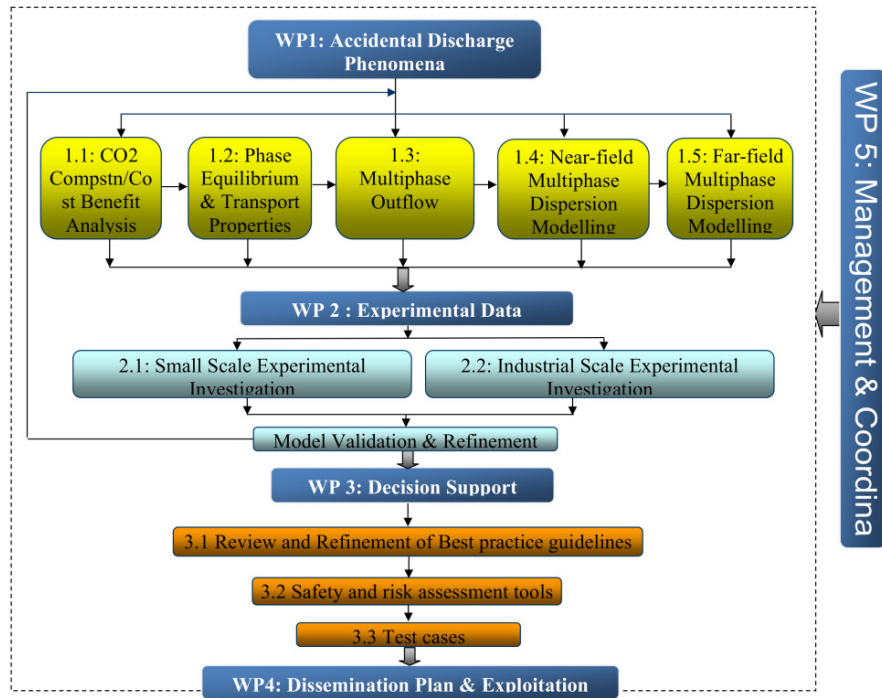 WP1: Accidental Discharge
Phenomena
1.1: CO2
Compstn/Co
st Benefit
Analysis
1.2: Phase
Equilibrium
& Transport
Properties
1.3:
Multiphase
Outflow
1.4: Near-field
Multiphase
Dispersion
Modelling
1.5: Far-field
Multiphase
Dispersion
Modelling
WP 2 : Experimental Data
2.1: Small Scale Experimental
Investigation
2.2: Industrial Scale Experimental
Investigation
Model Validation & Refinement
WP 3: Decision Support
3.1 Review and Refinement of Best practice guidelines
3.2 Safety and risk assessment tools
3.3 Test cases
WP4: Dissemination Plan & Exploitation
WP 5: Management & Coordina